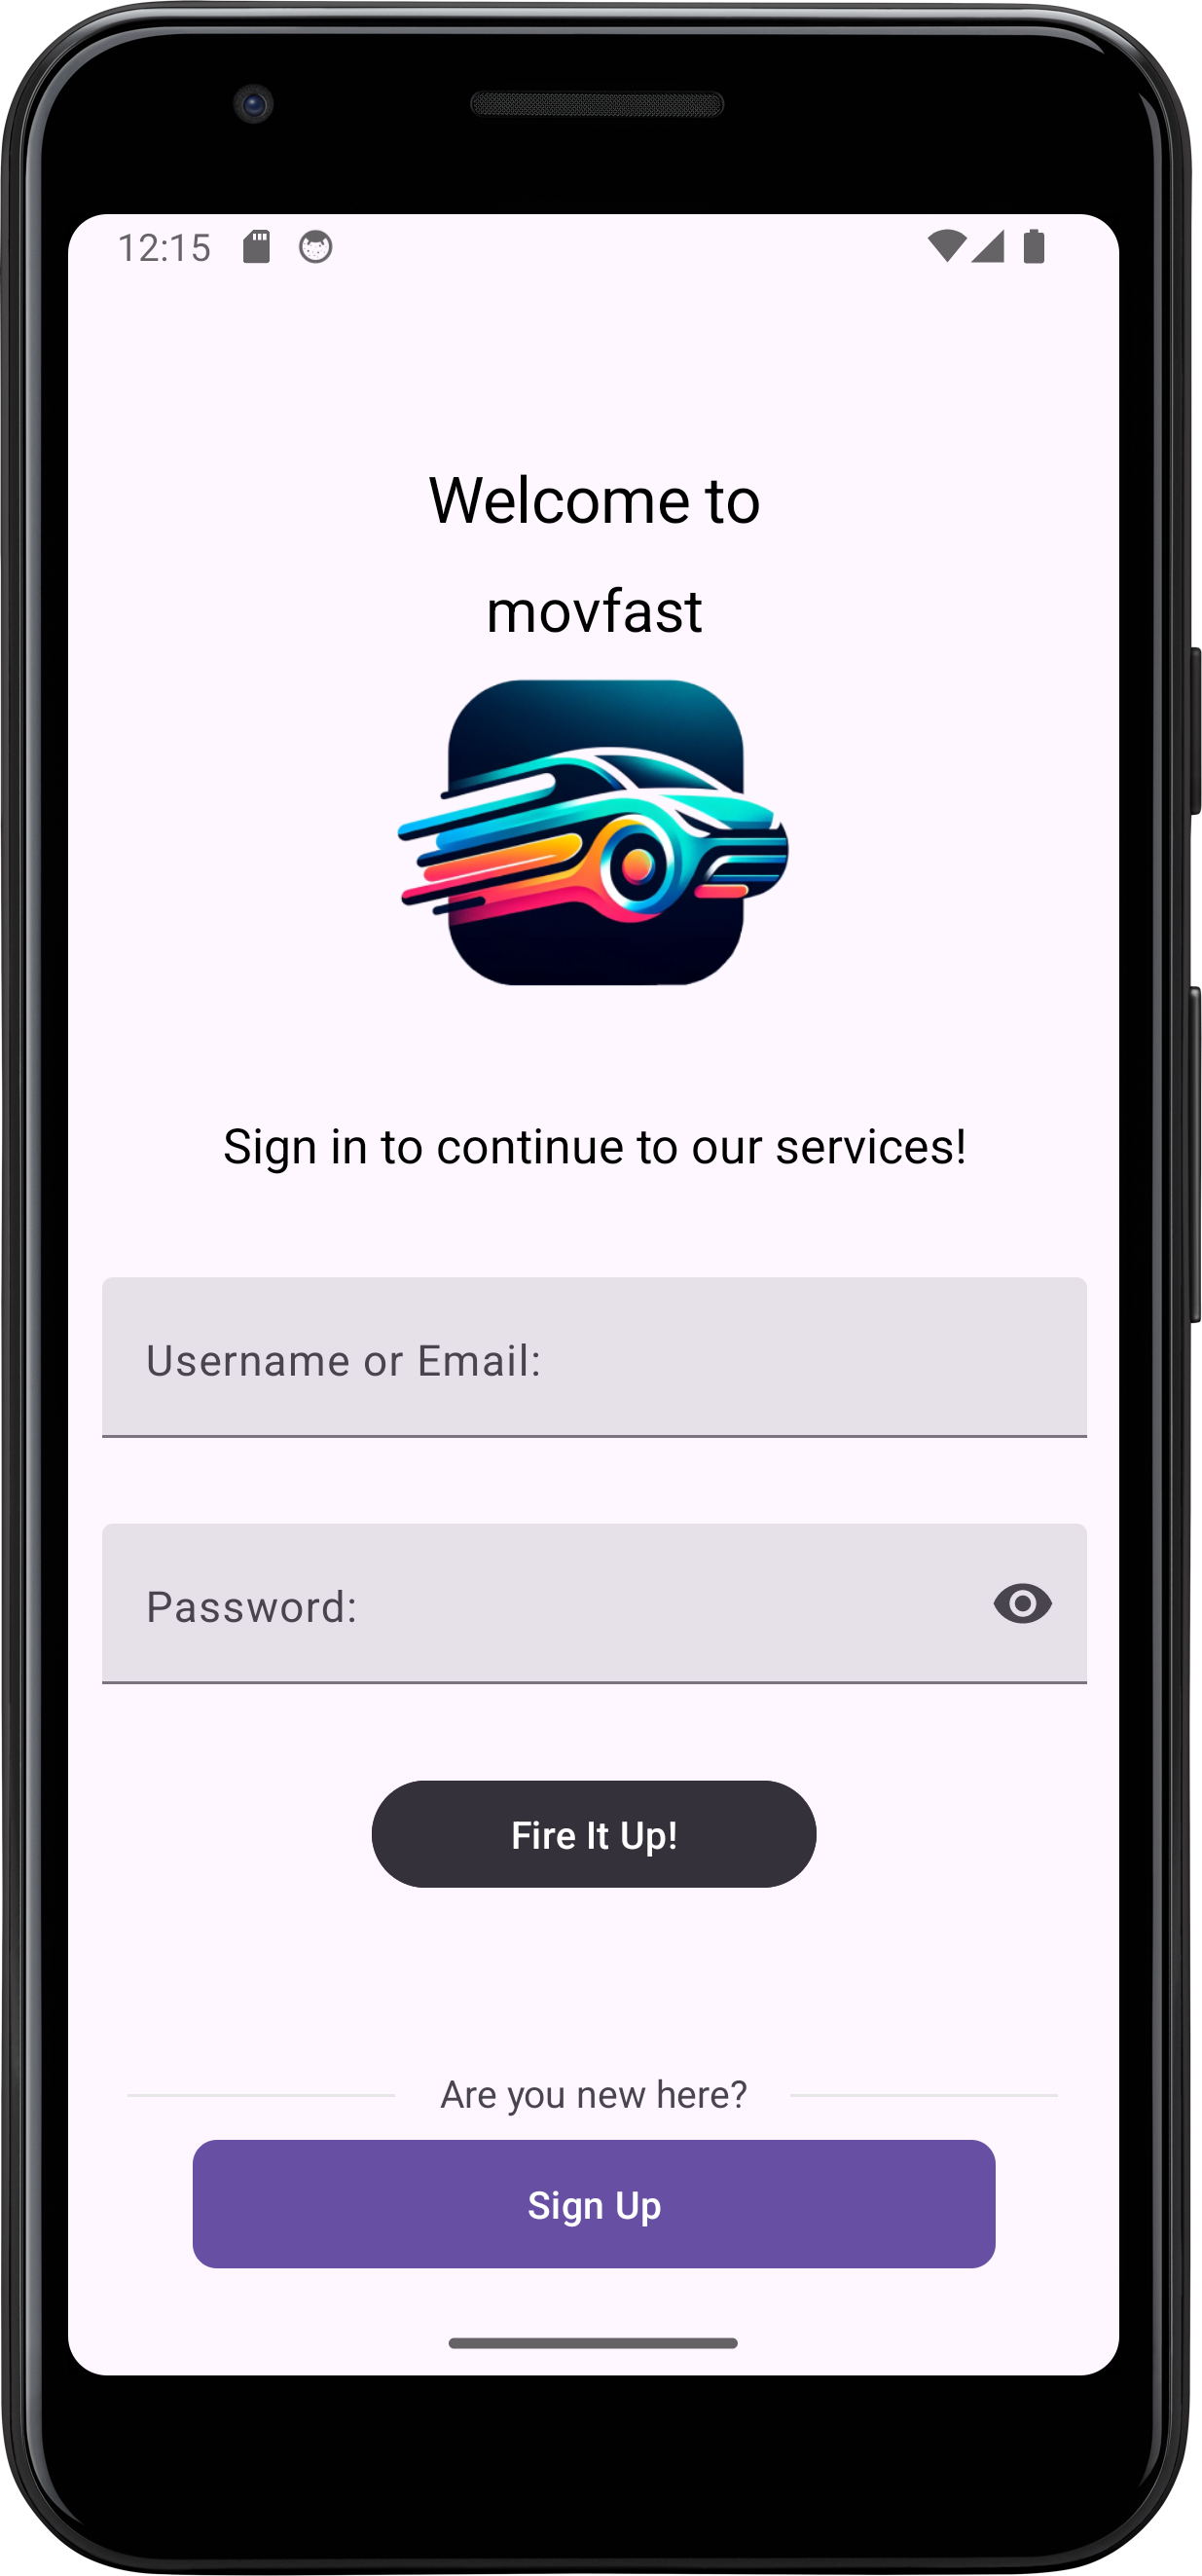 12:15
Welcome to
movfast
Sign in to continue to our services!
Username or Email:
Password:
Fire It Up!
Are you new here?
Sign Up